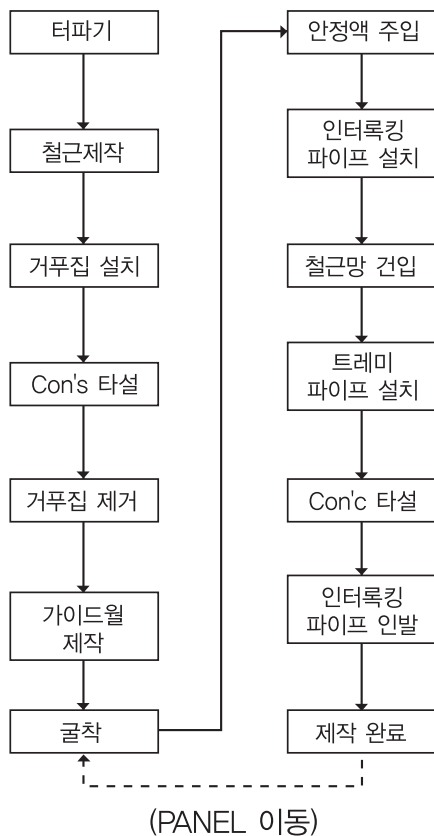 터파기
철근제작
거푸집 설치
Con's 타설
거푸집 제거
가이드월
제작
굴착
안정액 주입
인터록킹
파이프 설치
철근망 건입
트레미
파이프 설치
Con'c 타설
인터록킹
파이프 인발
제작 완료
(PANEL 이동)